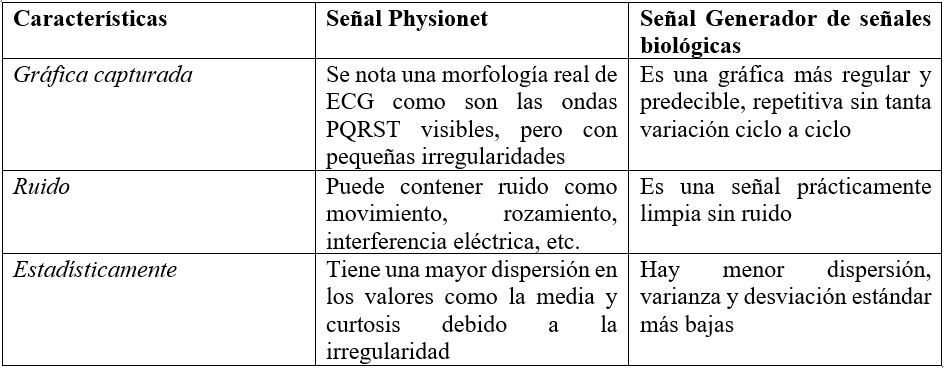 Características
Señal Physionet
Señal Generador de señales
biológicas
Gráfica capturada
Se nota una morfología real de
ECG como son las ondas
PQRST visibles, pero con
pequeñas irregularidades
Es una gráfica más regular y
predecible, repetitiva sin tanta
variación ciclo a ciclo
Ruido
Puede contener ruido como
movimiento, rozamiento,
interferencia eléctrica, etc.
Es una señal prácticamente
limpia sin ruido
Estadísticamente
Tiene una mayor dispersión en
los valores como la media y
curtosis debido a la
irregularidad
Hay menor dispersión,
varianza y desviación estándar
más bajas